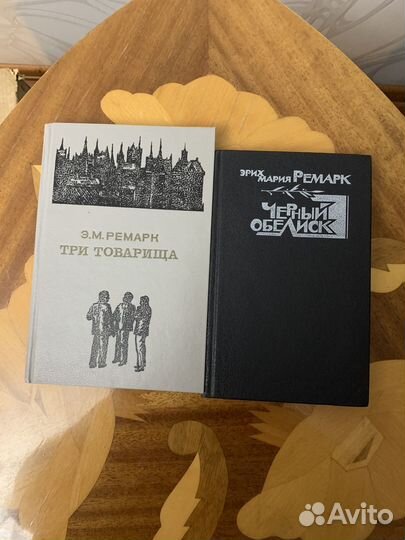 Э.М. РЕМАРК
ТРИ ТОВАРИЩА
ЭРИХ МАРИЯ РЕМАРК
ЧЕРНЫЙ
ОБЕЛИСК
Avito